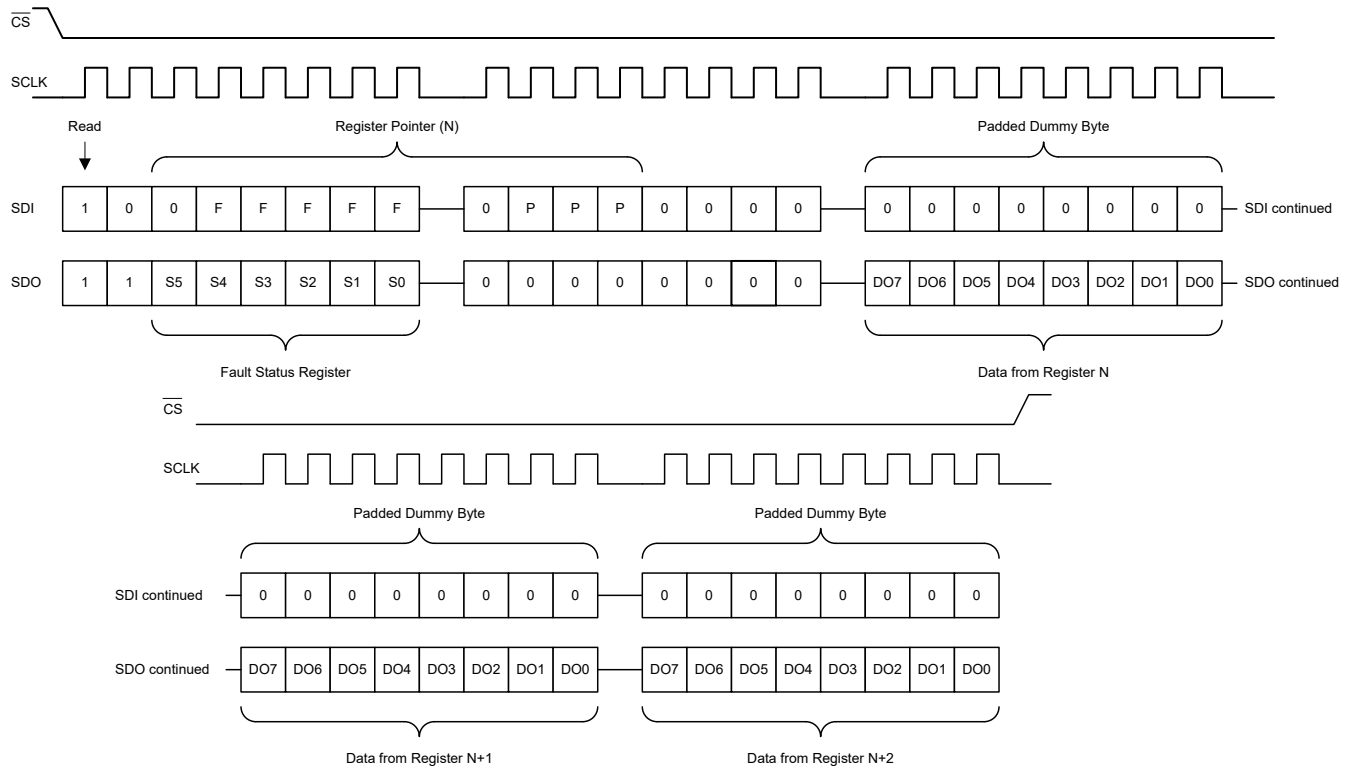 CS
SCLK
Read Register Pointer (N) Padded Dummy Byte
SDI 1 0 0 F F F F F 0 P P P 0 0 0 0 0 0 0 0 0 0 0 0 SDI continued
SDO 1 1 S5 S4 S3 S2 S1 S0 0 0 0 0 0 0 0 0 DO7 DO6 DO5 DO4 DO3 DO2 DO1 DO0 SDO continued
Fault Status Register Data from Register N
CS
SCLK
Padded Dummy Byte Padded Dummy Byte
SDI continued 0 0 0 0 0 0 0 0 0 0 0 0 0 0 0 0
SDO continued DO7 DO6 DO5 DO4 DO3 DO2 DO1 DO0 DO7 DO6 DO5 DO4 DO3 DO2 DO1 DO0
Data from Register N+1 Data from Register N+2